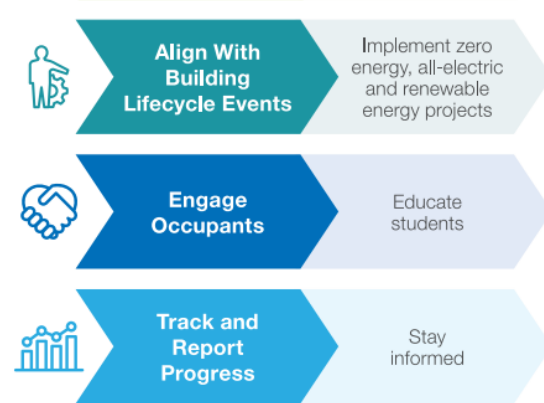 Align With
Building
Lifecycle Events
Implement zero
energy, all-electric
and renewable
energy projects
Engage
Occupants
Educate
students
Track and
Report
Progress
Stay
informed